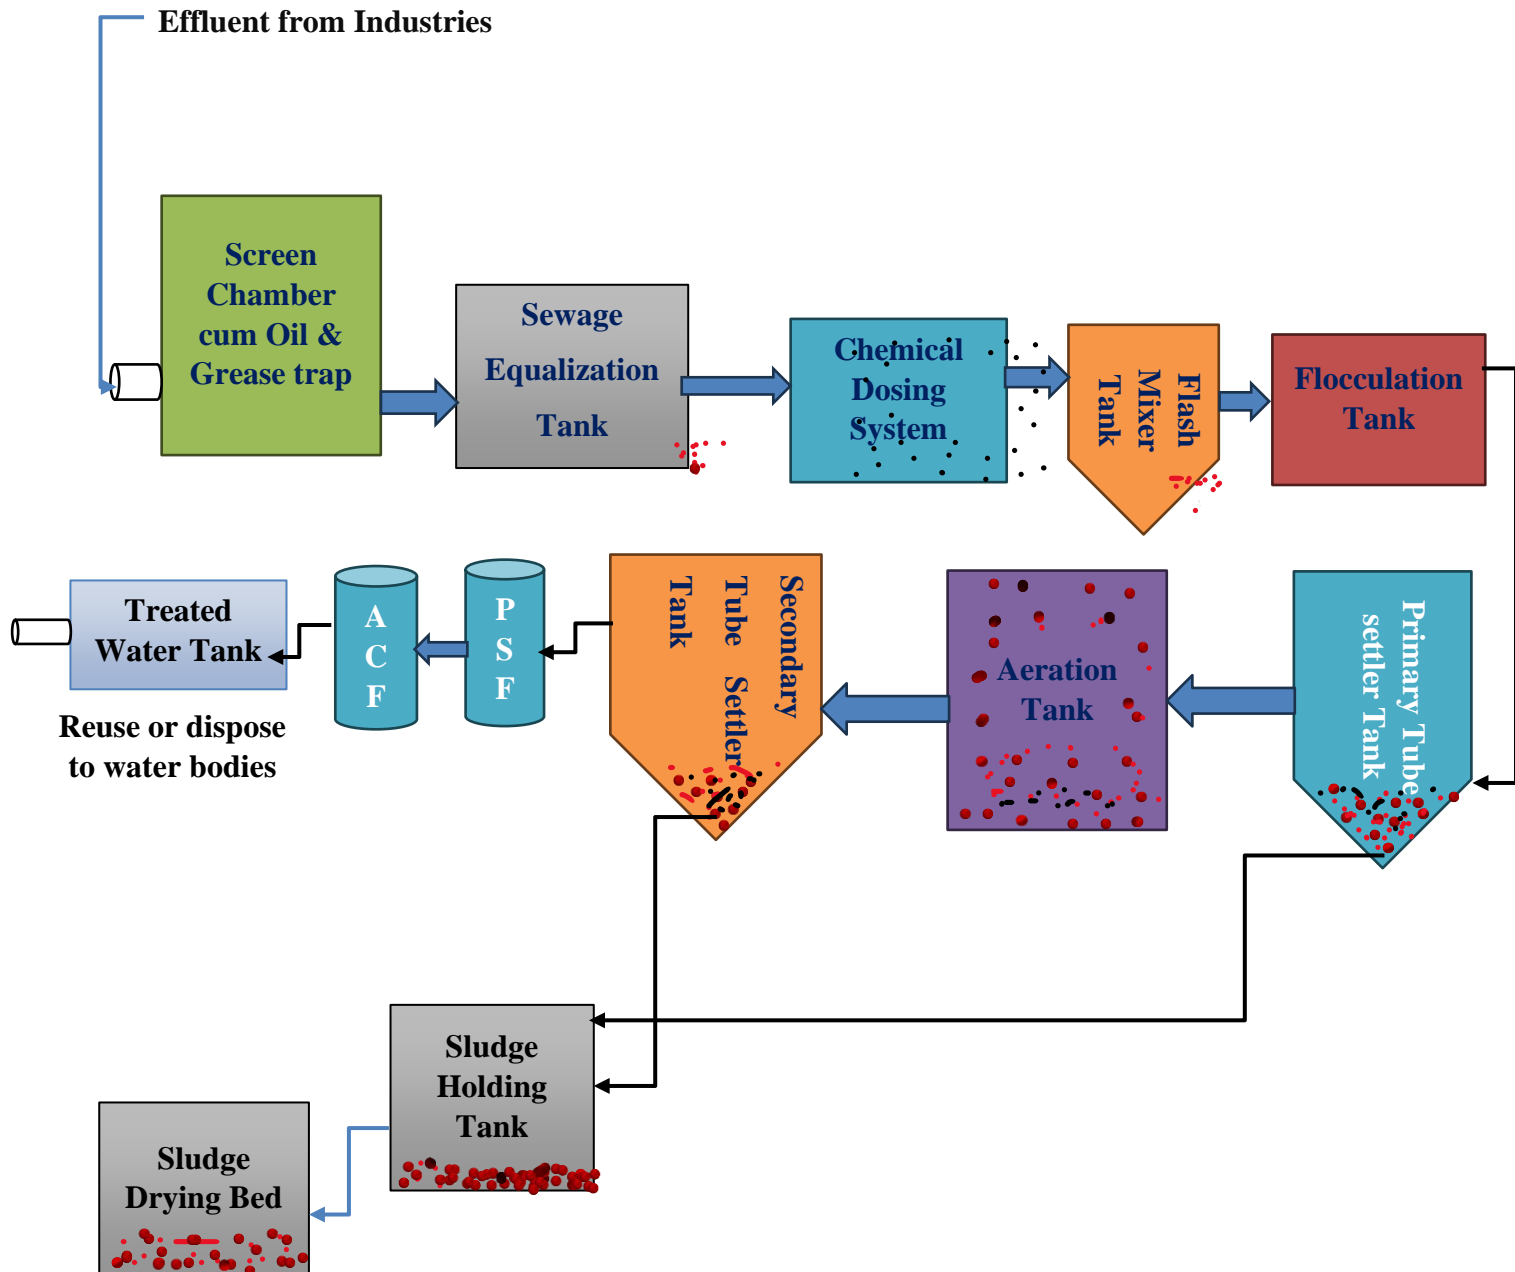 Effluent from Industries
Screen
Chamber
cum Oil &
Grease trap
Sewage
Equalization
Tank
Chemical
Dosing
System
Flash
Mixer
Tank
Flocculation
Tank
Primary Tube
settler Tank
Aeration
Tank
Secondary
Tube Settler
Tank
P
S
F
A
C
F
Treated
Water Tank
Reuse or dispose
to water bodies
Sludge
Holding
Tank
Sludge
Drying Bed